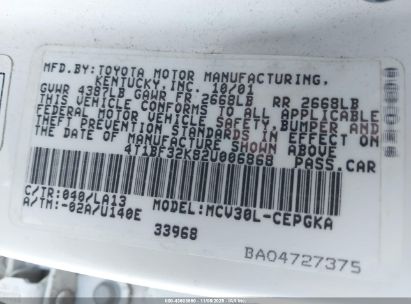 MFD.BY:TOYOTA MOTOR MANUFACTURING,
KENTUCKY, INC. 10/01
GVWR 4387LB GAWR FR 2668LB RR 2668LB
THIS VEHICLE CONFORMS TO ALL APPLICABLE
FEDERAL MOTOR VEHICLE SAFETY, BUMPER AND
THEFT PREVENTION STANDARDS IN EFFECT ON
THE DATE OF MANUFACTURE SHOWN ABOVE.
4T1BF32K82U006868 PASS.CAR
C/TR:040/LA13 MODEL:MCV30L-CEPGKA
A/TM:-02A/U140E
33968
BA04727375